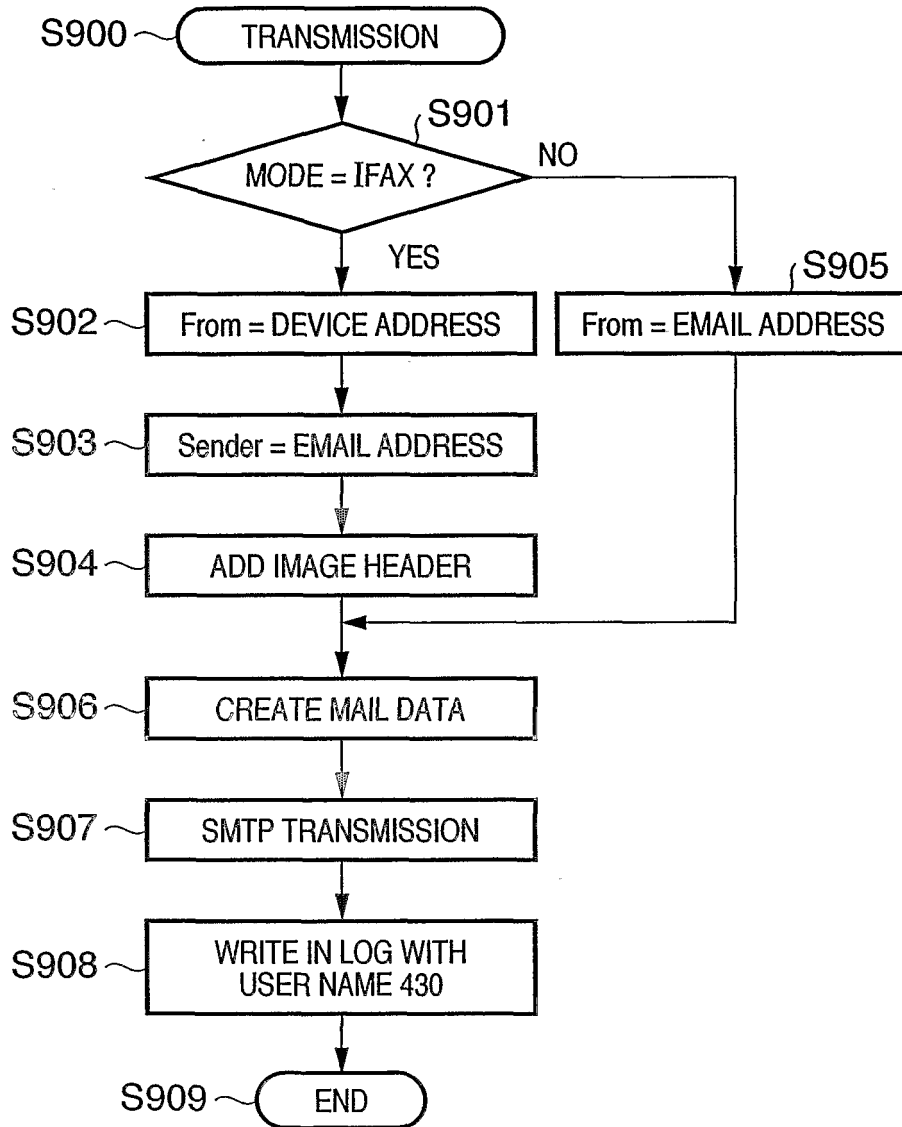 S900
TRANSMISSION
S901
MODE = IFAX ?
NO
YES
S902
From = DEVICE ADDRESS
S905
From = EMAIL ADDRESS
S903
Sender = EMAIL ADDRESS
S904
ADD IMAGE HEADER
S906
CREATE MAIL DATA
S907
SMTP TRANSMISSION
S908
WRITE IN LOG WITH
USER NAME 430
S909
END